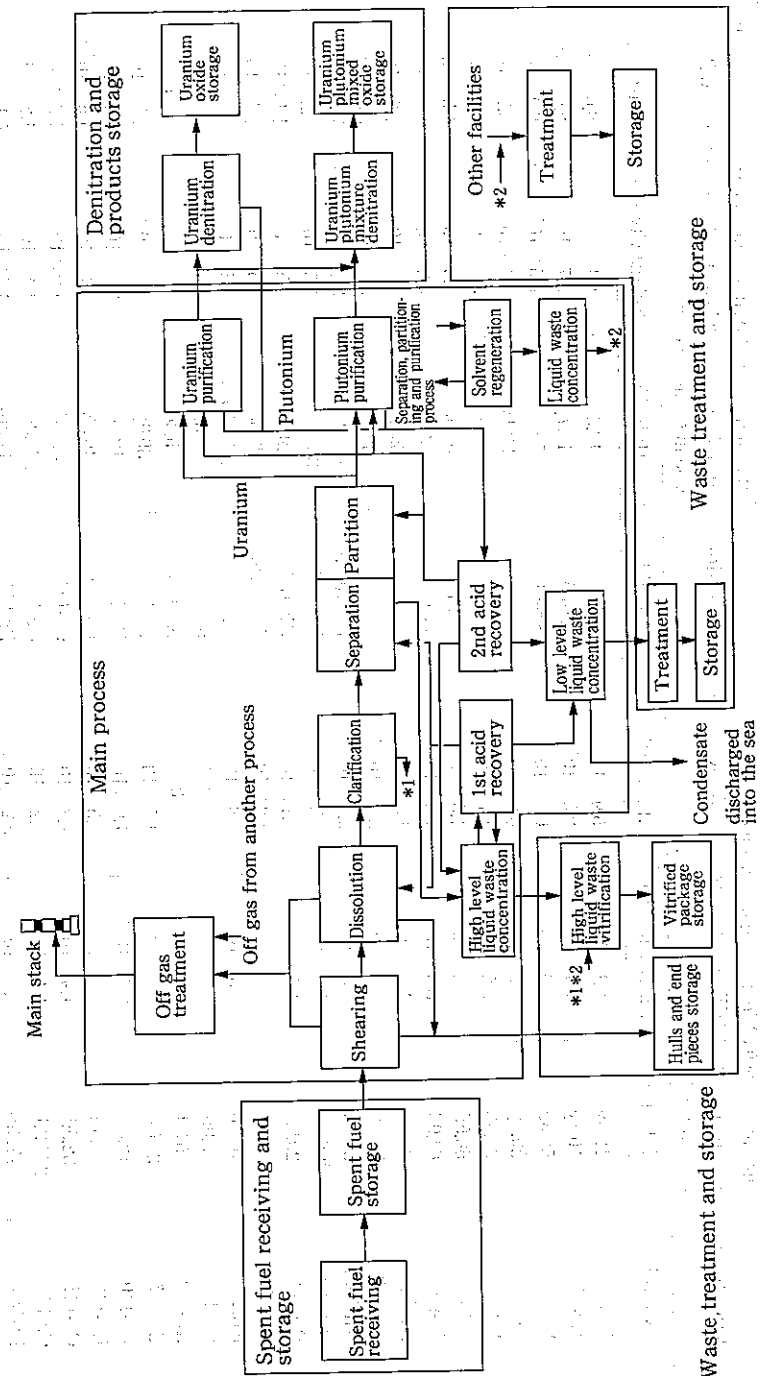 Spent fuel receiving and
storage
Spent fuel
receiving
Spent fuel
storage
Main stack
Main process
Off gas
treatment
Off gas from another process
Shearing
Dissolution
Clarification
*1
Separation
Partition
Uranium
Plutonium
Uranium
purification
Plutonium
purification
Separation, partition-
ing and purification
process
Solvent
regeneration
Liquid waste
concentration
*2
High level
liquid waste
concentration
1st acid
recovery
2nd acid
recovery
Low level
liquid waste
concentration
Denitration and
products storage
Uranium
denitration
Uranium
oxide
storage
Uranium
plutonium
mixture
denitration
Uranium
plutonium
mixed
oxide
storage
Waste treatment and storage
Hulls and end
pieces storage
*1*2
High level
liquid waste
vitrification
Vitrified
package
storage
Condensate
discharged
into the sea
Treatment
Storage
Waste treatment and storage
Other facilities
*2
Treatment
Storage